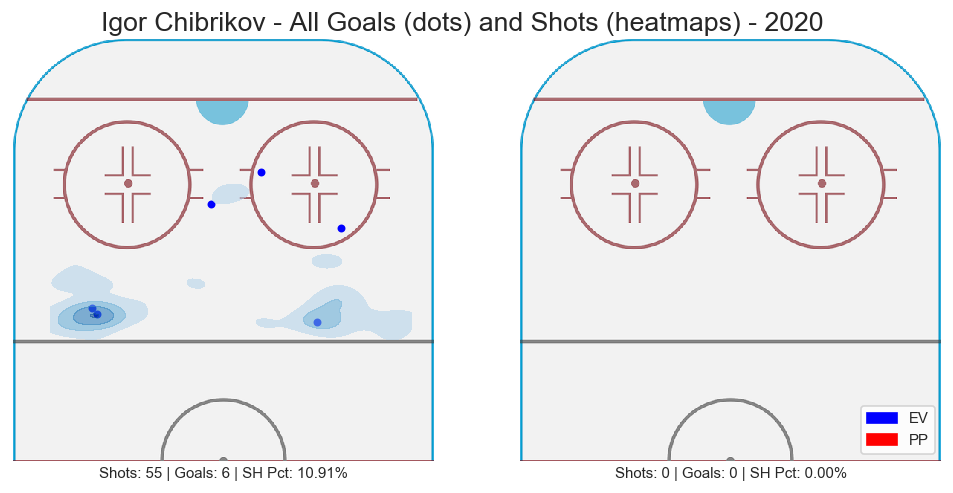 Igor Chibrikov - All Goals (dots) and Shots (heatmaps) - 2020
EV
PP
Shots: 55 | Goals: 6 | SH Pct: 10.91%
Shots: 0 | Goals: 0 | SH Pct: 0.00%